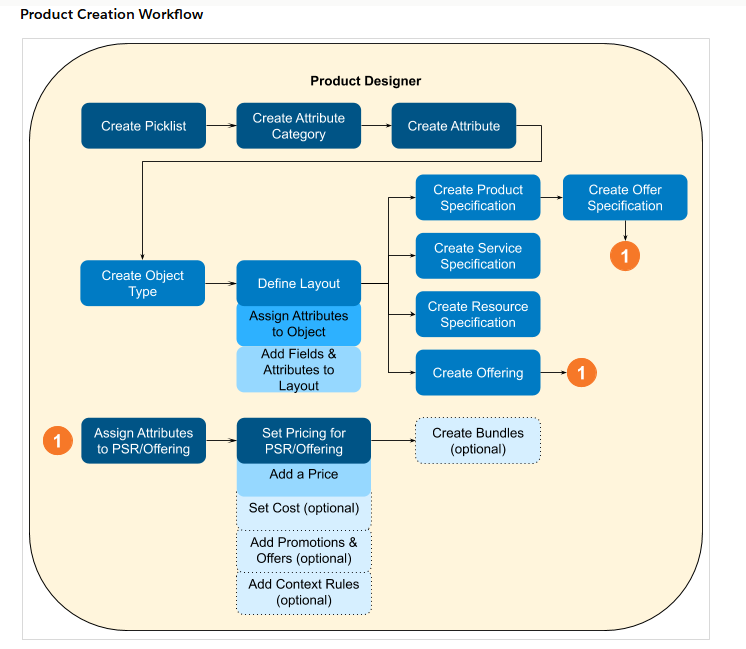 Product Creation Workflow
Product Designer
Create Picklist
Create Attribute
Category
Create Attribute
Create Product
Specification
Create Offer
Specification
1
Create Service
Specification
Create Object
Type
Define Layout
Assign Attributes
to Object
Add Fields &
Attributes to
Layout
Create Resource
Specification
Create Offering
1
1
Assign Attributes
to PSR/Offering
Set Pricing for
PSR/Offering
Add a Price
Set Cost (optional)
Add Promotions &
Offers (optional)
Add Context Rules
(optional)
Create Bundles
(optional)